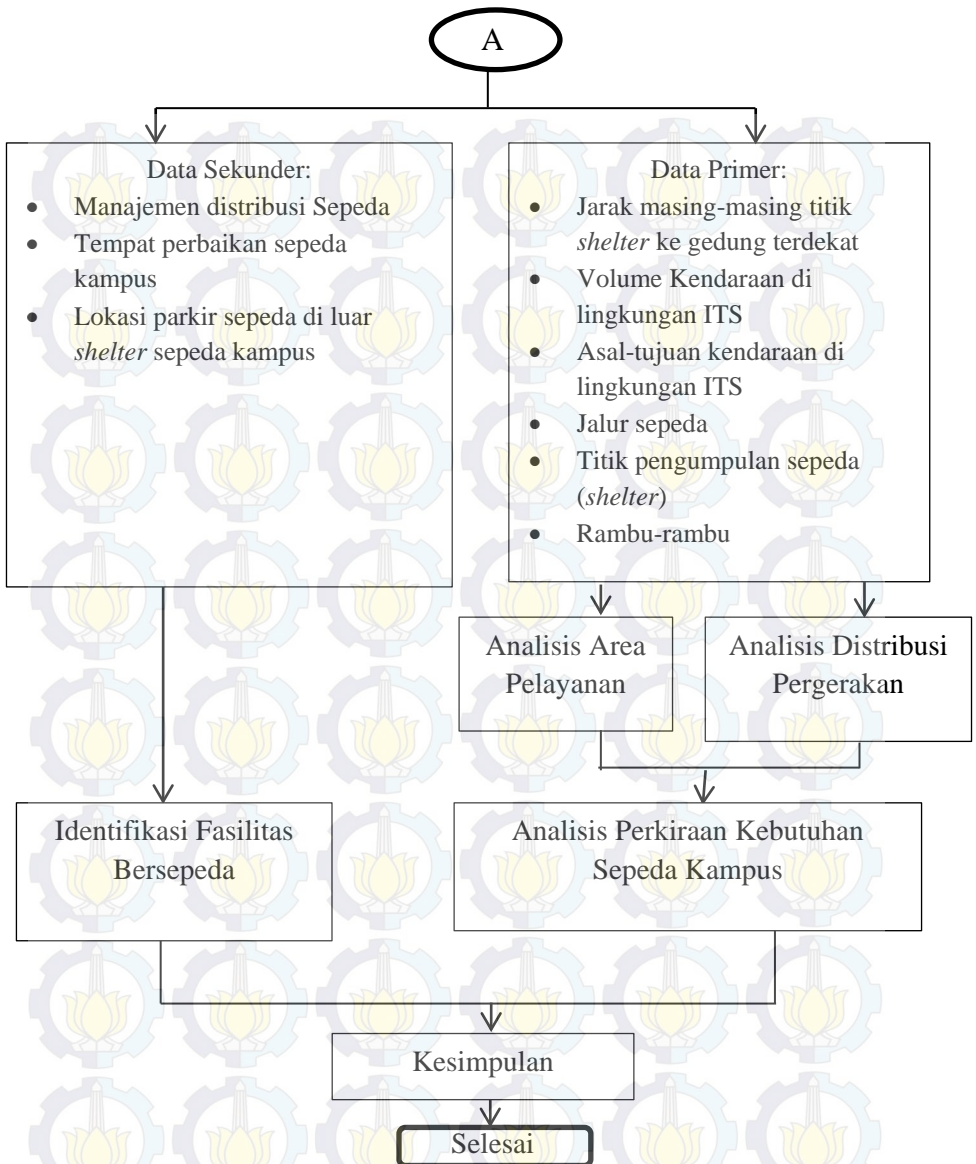 A
Data Sekunder:
• Manajemen distribusi Sepeda
• Tempat perbaikan sepeda
kampus
• Lokasi parkir sepeda di luar
shelter sepeda kampus
Data Primer:
• Jarak masing-masing titik
shelter ke gedung terdekat
• Volume Kendaraan di
lingkungan ITS
• Asal-tujuan kendaraan di
lingkungan ITS
• Jalur sepeda
• Titik pengumpulan sepeda
(shelter)
• Rambu-rambu
Analisis Area
Pelayanan
Analisis Distribusi
Pergerakan
Identifikasi Fasilitas
Bersepeda
Analisis Perkiraan Kebutuhan
Sepeda Kampus
Kesimpulan
Selesai